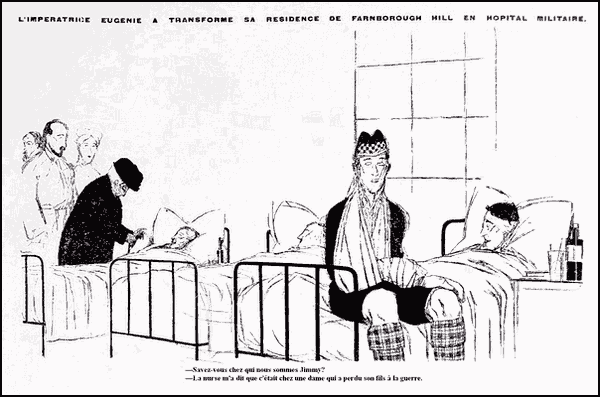 L'IMPERATRICE EUGENIE A TRANSFORME SA RESIDENCE DE FARNBOROUGH HILL EN HOPITAL MILITAIRE.
—Savez-vous chez qui nous sommes Jimmy?
—La nurse m'a dit que c'était chez une dame qui a perdu son fils à la guerre.